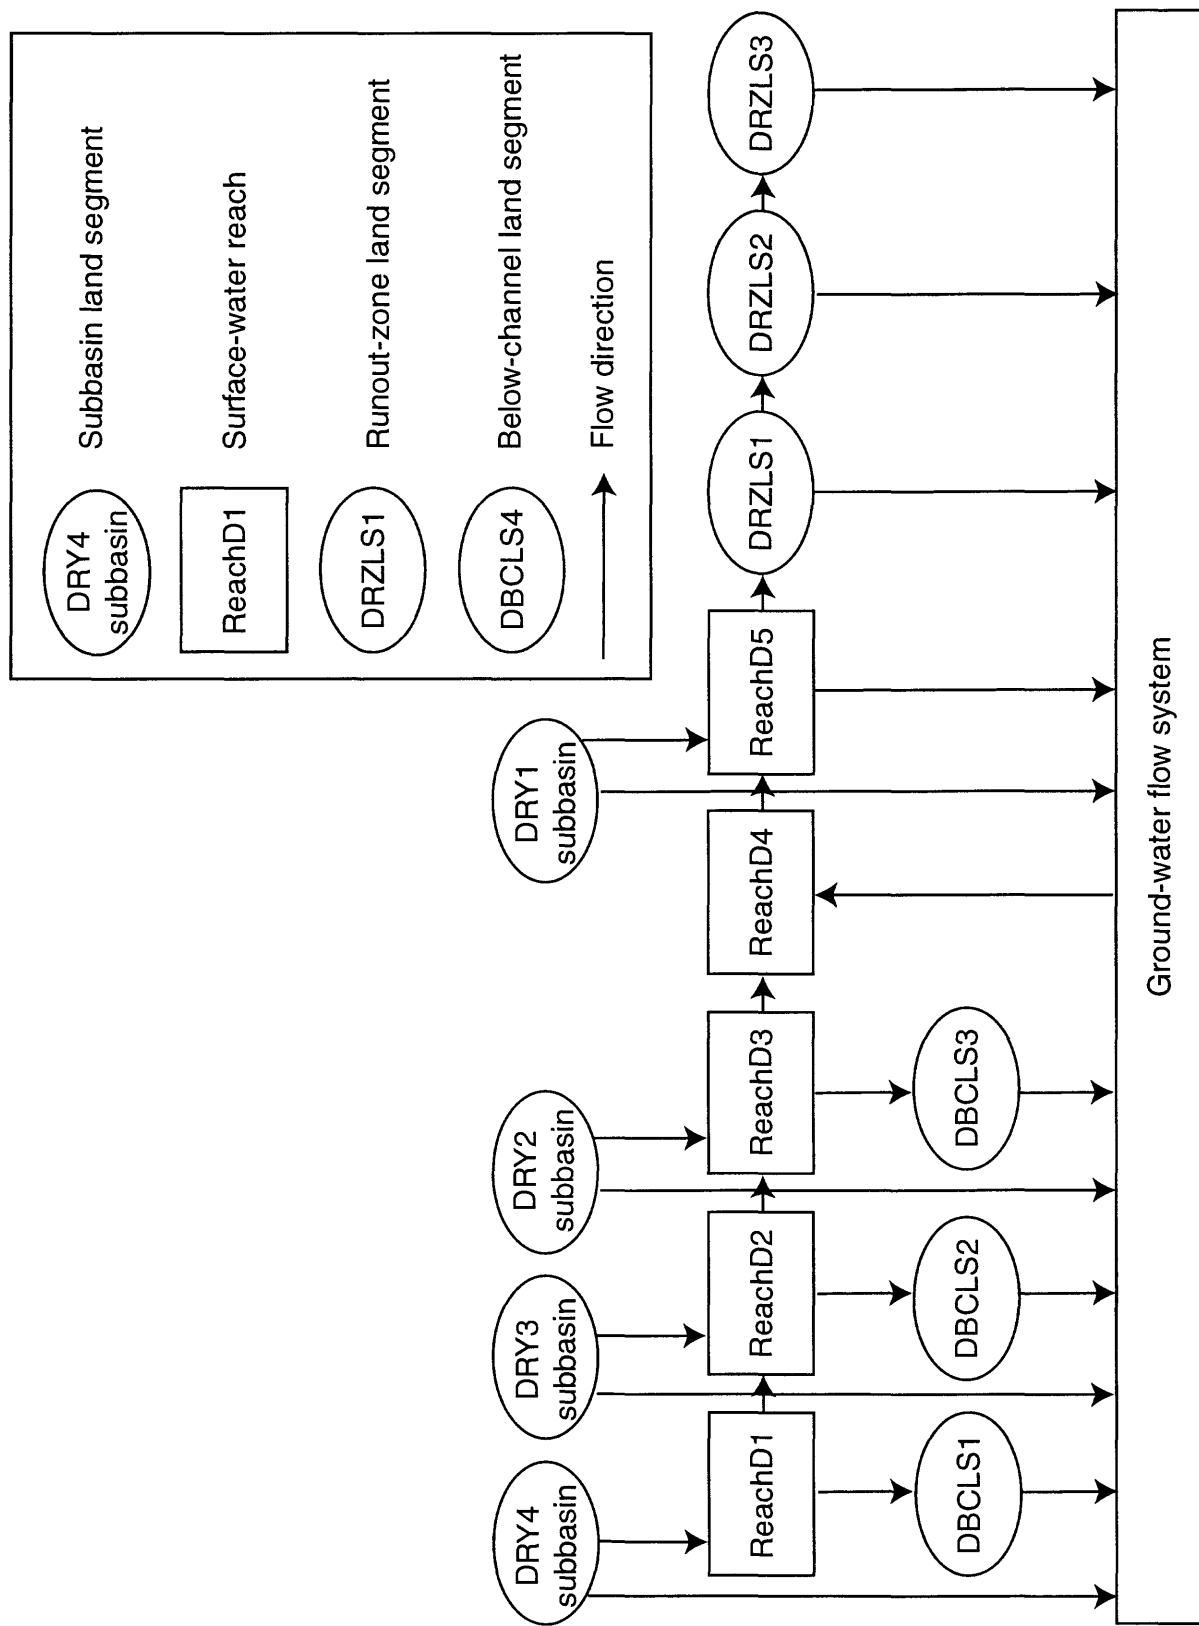 DRY4
subbasin
Subbasin land segment
ReachD1
Surface-water reach
DRZLS1
Runout-zone land segment
DBCLS4
Below-channel land segment
Flow direction
DRY4
subbasin
DRY3
subbasin
DRY2
subbasin
DRY1
subbasin
ReachD1
ReachD2
ReachD3
ReachD4
ReachD5
DRZLS1
DRZLS2
DRZLS3
DBCLS1
DBCLS2
DBCLS3
Ground-water flow system